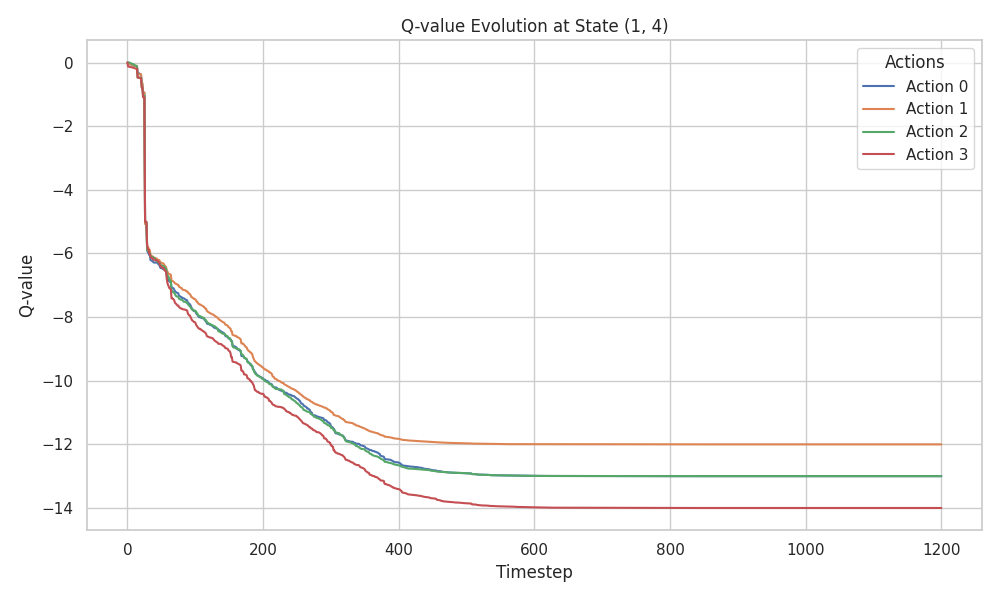 Q-value Evolution at State (1, 4)
Actions
Action 0
Action 1
Action 2
Action 3
Q-value
0
−2
−4
−6
−8
−10
−12
−14
0 200 400 600 800 1000 1200
Timestep